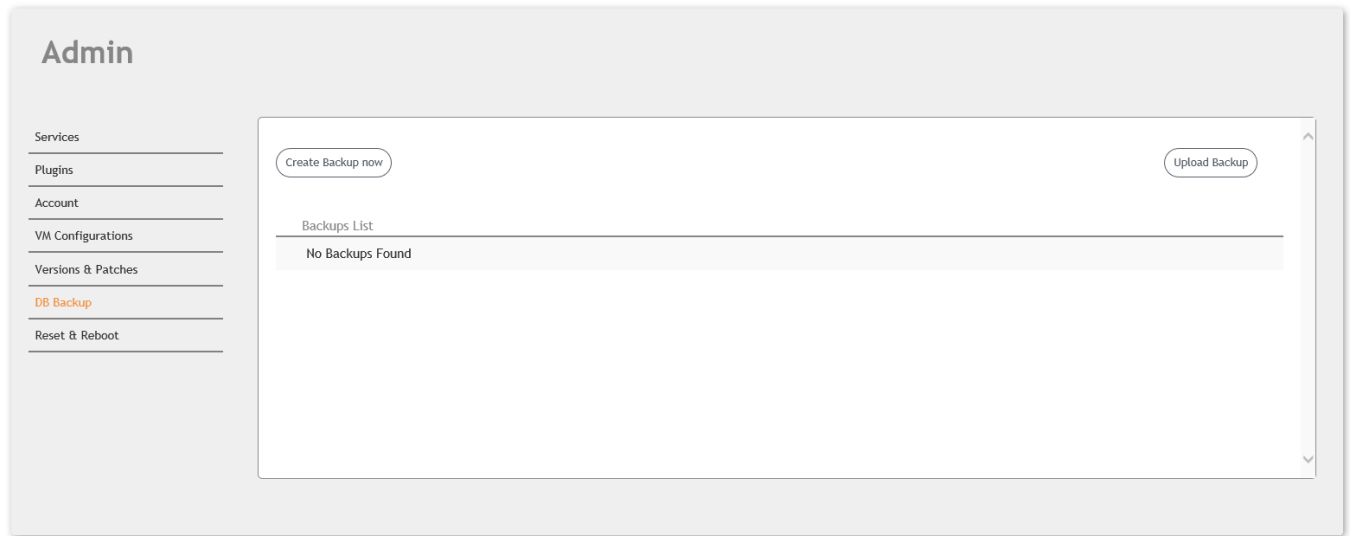 Admin
Services
Plugins
Account
VM Configurations
Versions & Patches
DB Backup
Reset & Reboot
Create Backup now
Upload Backup
Backups List
No Backups Found